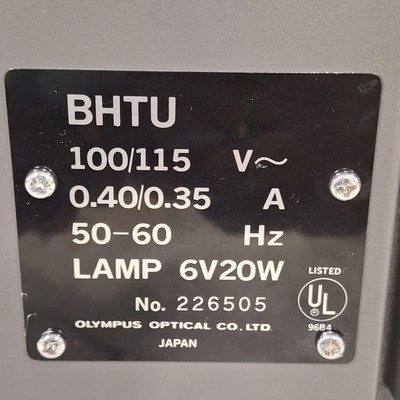 BHTU
100/115 V~
0.40/0.35 A
50-60 Hz
LAMP 6V20W
LISTED
UL
96B4
No. 226505
OLYMPUS OPTICAL CO. LTD.
JAPAN